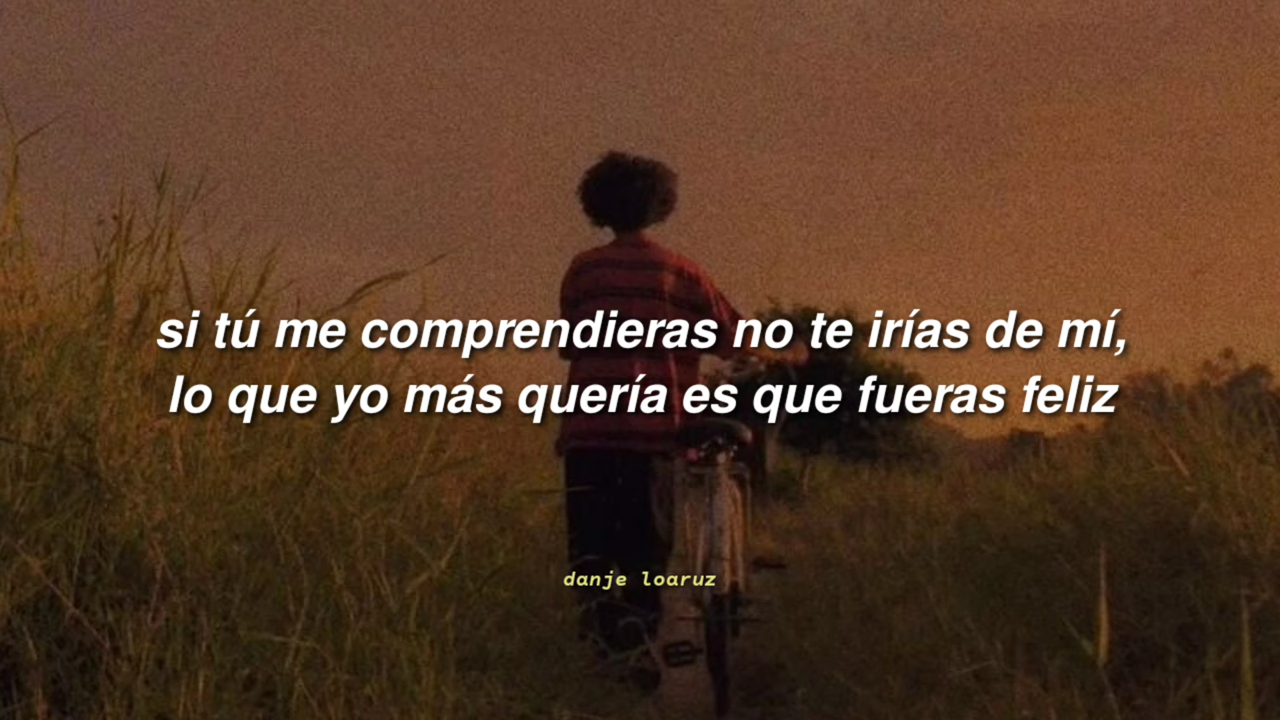 si tú me comprendieras no te irías de mí,
lo que yo más quería es que fueras feliz
danje loaruz